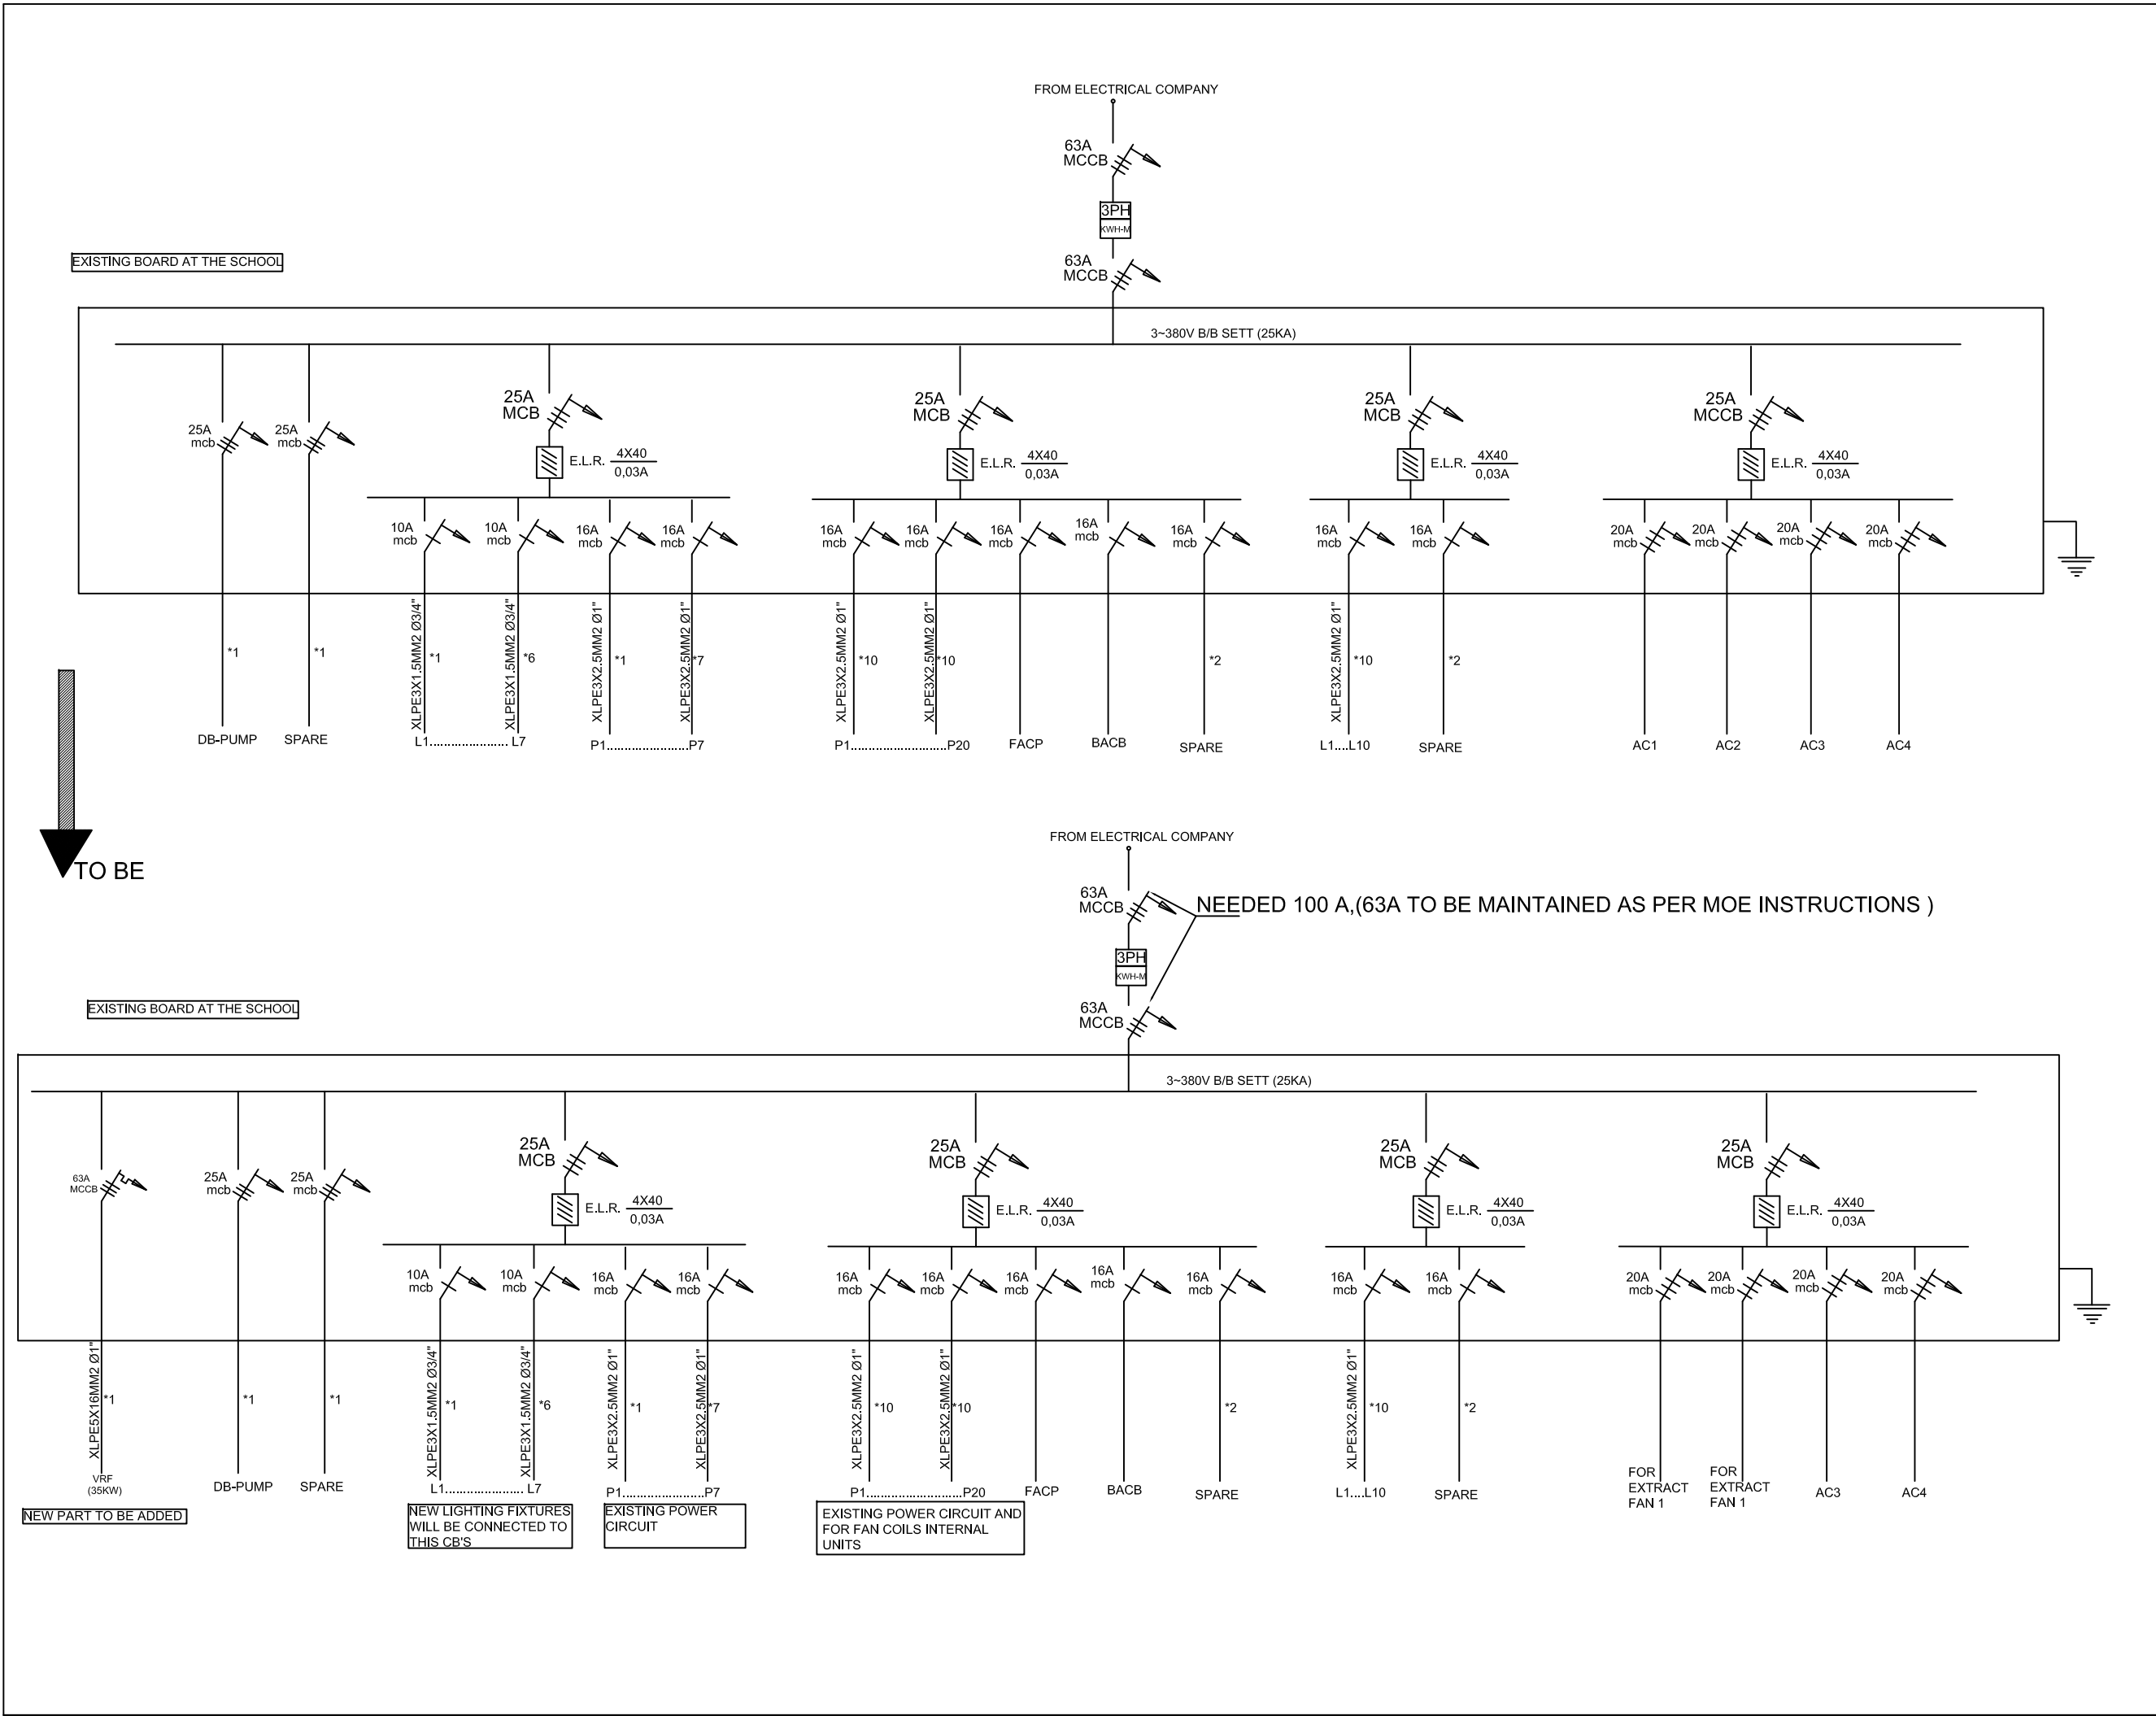 FROM ELECTRICAL COMPANY
63A
MCCB
3PH
KWH-M
63A
MCCB
EXISTING BOARD AT THE SCHOOL
3~380V B/B SETT (25KA)
25A
mcb
25A
mcb
25A
MCB
E.L.R. 4X40
0,03A
25A
MCB
E.L.R. 4X40
0,03A
25A
MCB
E.L.R. 4X40
0,03A
25A
MCCB
E.L.R. 4X40
0,03A
10A
mcb
10A
mcb
16A
mcb
16A
mcb
16A
mcb
16A
mcb
16A
mcb
16A
mcb
16A
mcb
16A
mcb
16A
mcb
20A
mcb
20A
mcb
20A
mcb
20A
mcb
*1
*1
XLPE3X1.5MM2 Ø3/4"
*1
XLPE3X1.5MM2 Ø3/4"
*6
XLPE3X2.5MM2 Ø1"
*1
XLPE3X2.5MM2 Ø1"
*7
XLPE3X2.5MM2 Ø1"
*10
XLPE3X2.5MM2 Ø1"
*10
*2
XLPE3X2.5MM2 Ø1"
*10
*2
DB-PUMP
SPARE
L1.......................L7
P1.......................P7
P1...........................P20
FACP
BACB
SPARE
L1....L10
SPARE
AC1
AC2
AC3
AC4
TO BE
FROM ELECTRICAL COMPANY
63A
MCCB
NEEDED 100 A,(63A TO BE MAINTAINED AS PER MOE INSTRUCTIONS )
3PH
KWH-M
63A
MCCB
EXISTING BOARD AT THE SCHOOL
3~380V B/B SETT (25KA)
63A
MCCB
25A
mcb
25A
mcb
25A
MCB
E.L.R. 4X40
0,03A
25A
MCB
E.L.R. 4X40
0,03A
25A
MCB
E.L.R. 4X40
0,03A
25A
MCB
E.L.R. 4X40
0,03A
10A
mcb
10A
mcb
16A
mcb
16A
mcb
16A
mcb
16A
mcb
16A
mcb
16A
mcb
16A
mcb
16A
mcb
16A
mcb
20A
mcb
20A
mcb
20A
mcb
20A
mcb
XLPE5X16MM2 Ø1"
*1
*1
*1
XLPE3X1.5MM2 Ø3/4"
*1
XLPE3X1.5MM2 Ø3/4"
*6
XLPE3X2.5MM2 Ø1"
*1
XLPE3X2.5MM2 Ø1"
*7
XLPE3X2.5MM2 Ø1"
*10
XLPE3X2.5MM2 Ø1"
*10
*2
XLPE3X2.5MM2 Ø1"
*10
*2
VRF
(35KW)
DB-PUMP
SPARE
L1.......................L7
P1.......................P7
P1...........................P20
FACP
BACB
SPARE
L1....L10
SPARE
FOR
EXTRACT
FAN 1
FOR
EXTRACT
FAN 1
AC3
AC4
NEW PART TO BE ADDED
NEW LIGHTING FIXTURES
WILL BE CONNECTED TO
THIS CB'S
EXISTING POWER
CIRCUIT
EXISTING POWER CIRCUIT AND
FOR FAN COILS INTERNAL
UNITS